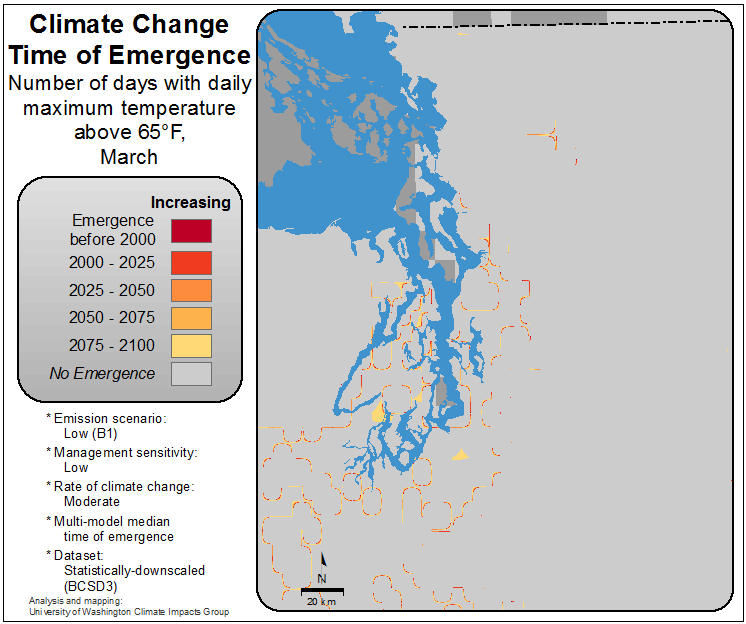 Climate Change
Time of Emergence
Number of days with daily
maximum temperature
above 65°F,
March
Increasing
Emergence
before 2000
2000 - 2025
2025 - 2050
2050 - 2075
2075 - 2100
No Emergence
* Emission scenario:
Low (B1)
* Management sensitivity:
Low
* Rate of climate change:
Moderate
* Multi-model median
time of emergence
* Dataset:
Statistically-downscaled
(BCSD3)
Analysis and mapping:
University of Washington Climate Impacts Group
N
20 km